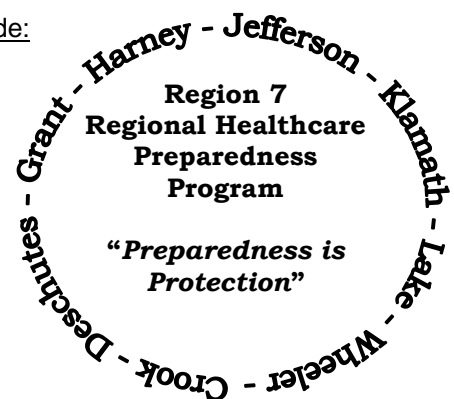 de:
Crook - Deschutes - Grant - Harney - Jefferson - Klamath - Lake - Wheeler -
Region 7
Regional Healthcare
Preparedness
Program
“Preparedness is
Protection”